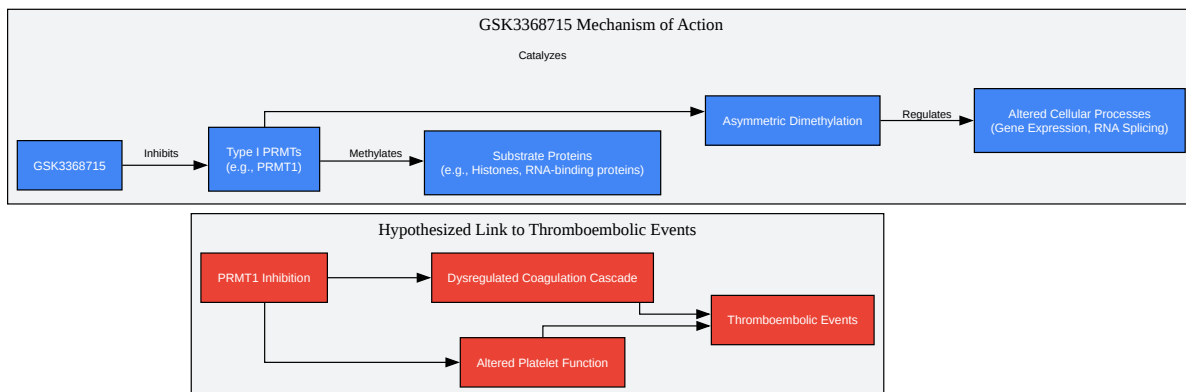 GSK3368715 Mechanism of Action
Catalyzes
GSK3368715
Inhibits
Type I PRMTs
(e.g., PRMT1)
Methylates
Substrate Proteins
(e.g., Histones, RNA-binding proteins)
Asymmetric Dimethylation
Regulates
Altered Cellular Processes
(Gene Expression, RNA Splicing)
Hypothesized Link to Thromboembolic Events
PRMT1 Inhibition
Dysregulated Coagulation Cascade
Altered Platelet Function
Thromboembolic Events